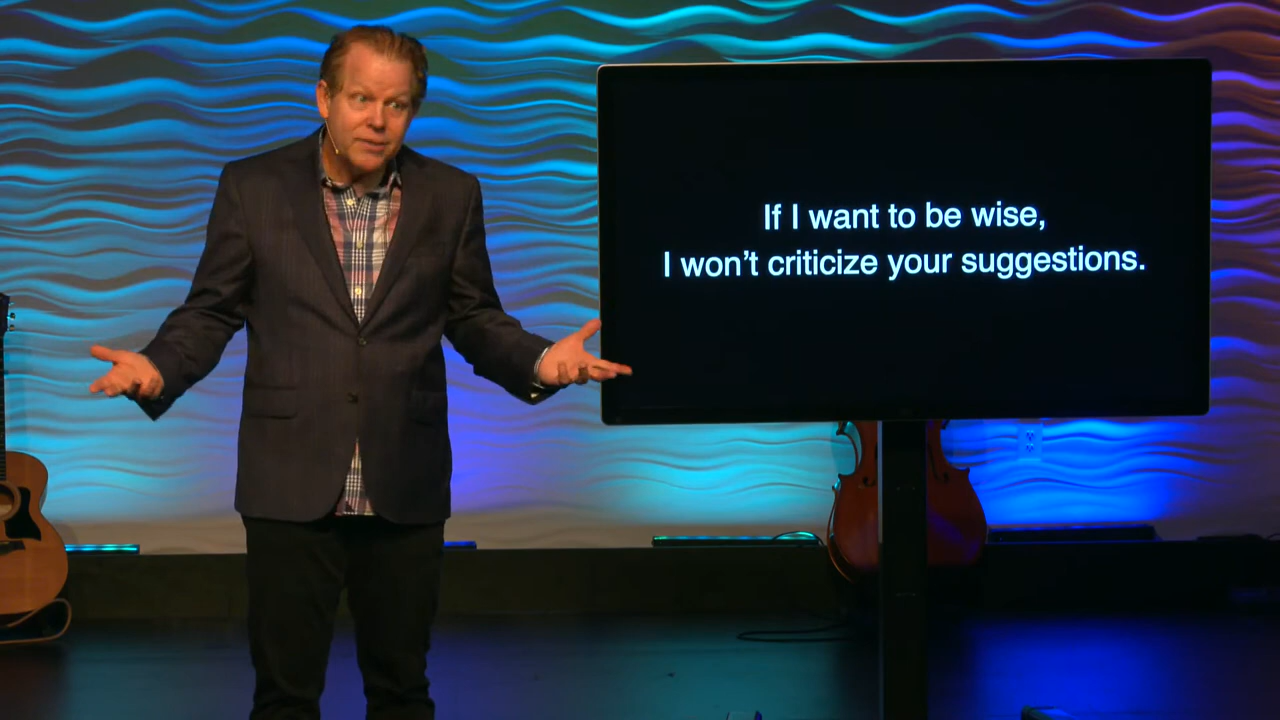 If I want to be wise,
I won’t criticize your suggestions.